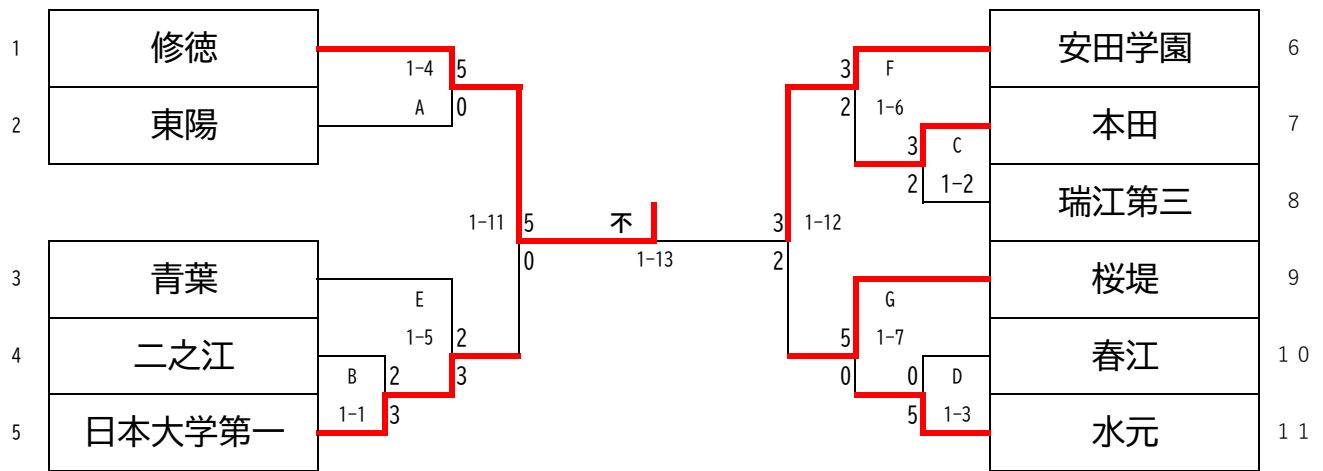 1 修徳 1-4 5
A 0
2 東陽
3 青葉
E
1-5 2
3
4 二之江
B 2
1-1 3
5 日本大学第一
1-11 5
0
不
1-13
3 1-12
2
3 F
2 1-6
安田学園 6
3 C
2 1-2
本田 7
瑞江第三 8
G
5 1-7
0
桜堤 9
0 D
5 1-3
春江 10
水元 11